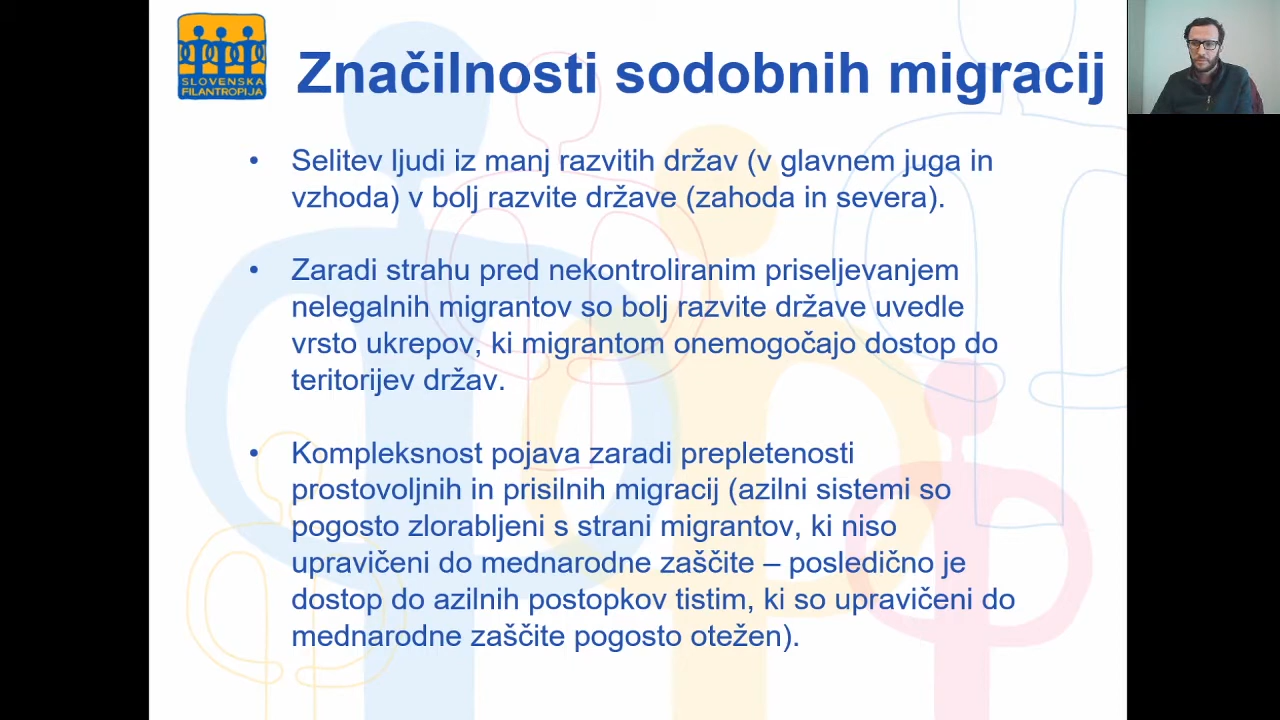 SLOVENSKA
FILANTROPIJA
Značilnosti sodobnih migracij
• Selitev ljudi iz manj razvitih držav (v glavnem juga in
vzhoda) v bolj razvite države (zahoda in severa).
• Zaradi strahu pred nekontroliranim priseljevanjem
nelegalnih migrantov so bolj razvite države uvedle
vrsto ukrepov, ki migrantom onemogočajo dostop do
teritorijev držav.
• Kompleksnost pojava zaradi prepletenosti
prostovoljnih in prisilnih migracij (azilni sistemi so
pogosto zlorabljeni s strani migrantov, ki niso
upravičeni do mednarodne zaščite – posledično je
dostop do azilnih postopkov tistim, ki so upravičeni do
mednarodne zaščite pogosto otežen).